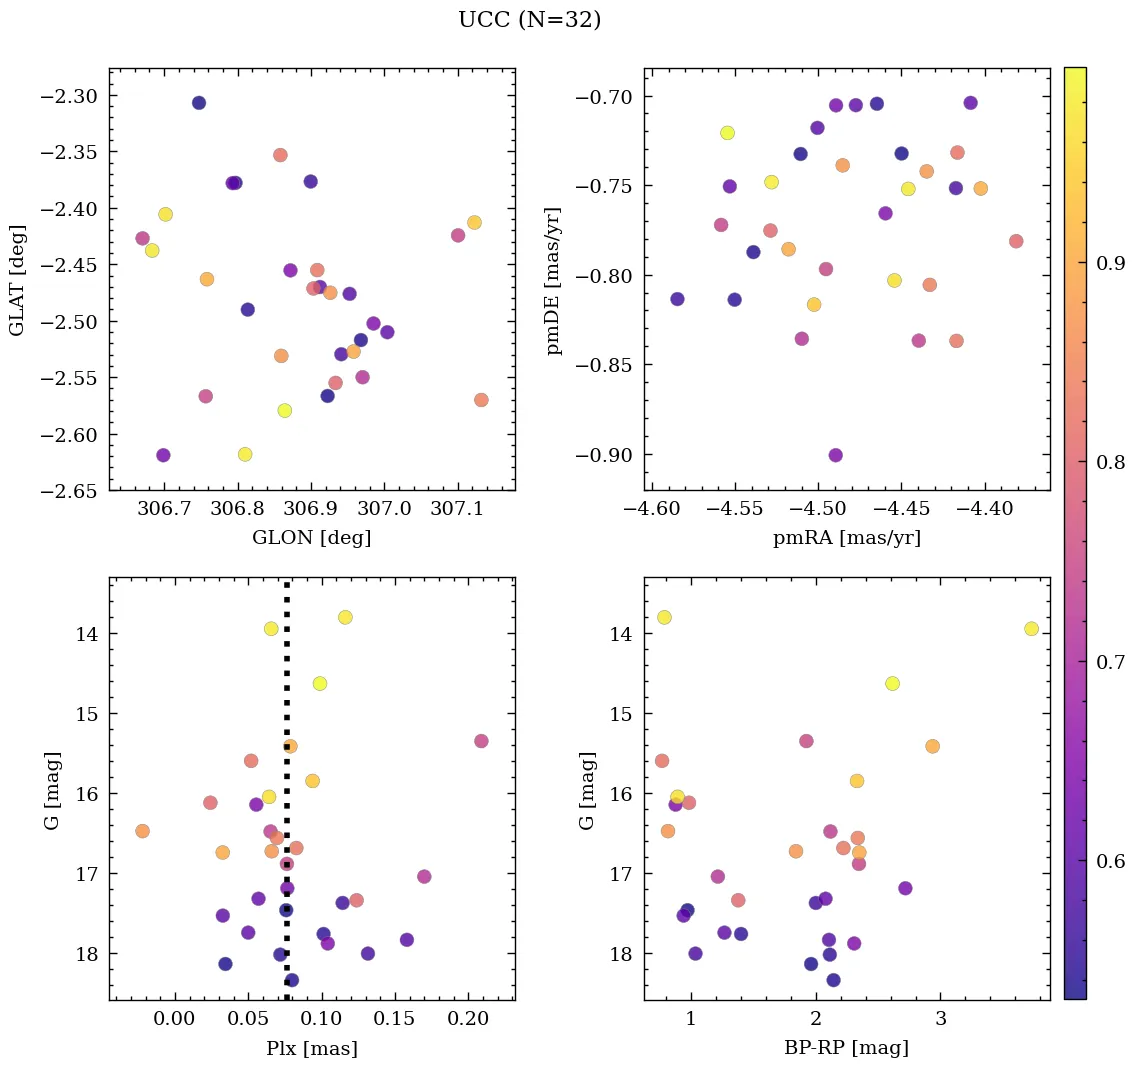 UCC (N=32)
−2.30
−2.35
−2.40
−2.45
−2.50
−2.55
−2.60
−2.65
GLAT [deg]
306.7 306.8 306.9 307.0 307.1
GLON [deg]
−0.70
−0.75
−0.80
−0.85
−0.90
pmDE [mas/yr]
−4.60 −4.55 −4.50 −4.45 −4.40
pmRA [mas/yr]
14
15
16
17
18
G [mag]
0.00 0.05 0.10 0.15 0.20
Plx [mas]
14
15
16
17
18
G [mag]
1 2 3
BP-RP [mag]
0.9
0.8
0.7
0.6